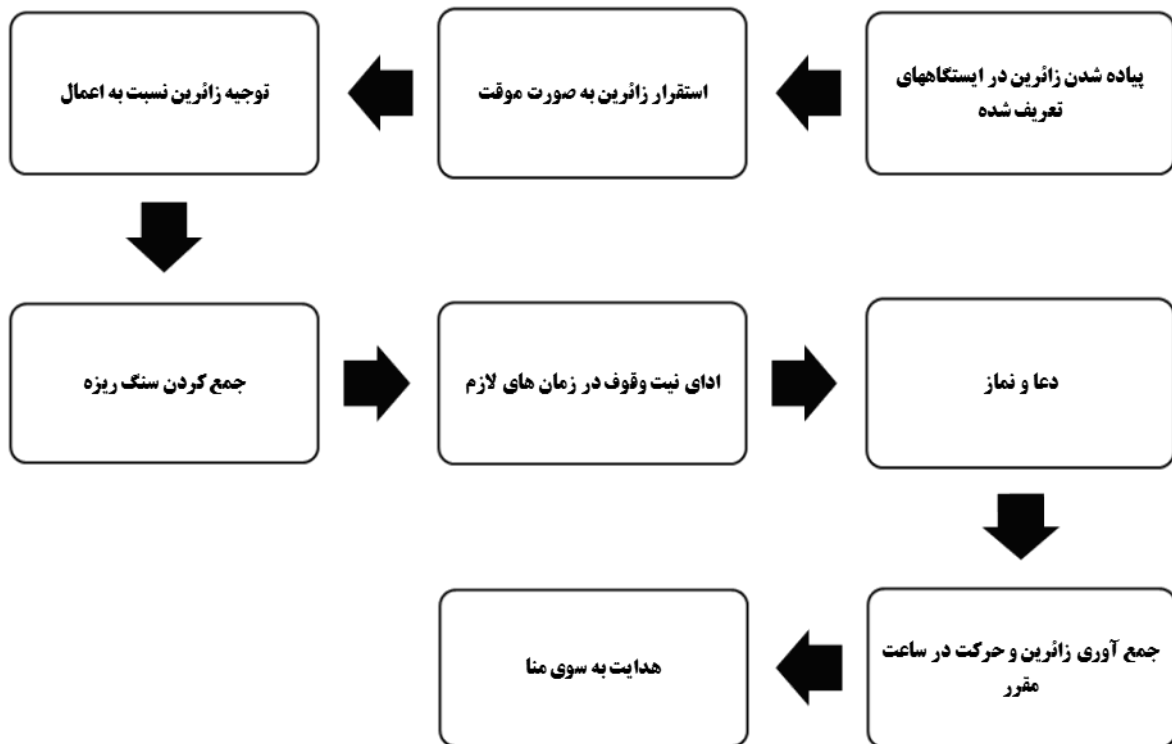 پیاده شدن زائرین در ایستگاههای
تعریف شده
استقرار زائرین به صورت موقت
توجیه زائرین نسبت به اعمال
جمع کردن سنگ ریزه
ادای نیت وقوف در زمان های لازم
دعا و نماز
جمع آوری زائرین و حرکت در ساعت
مقرر
هدایت به سوی منا